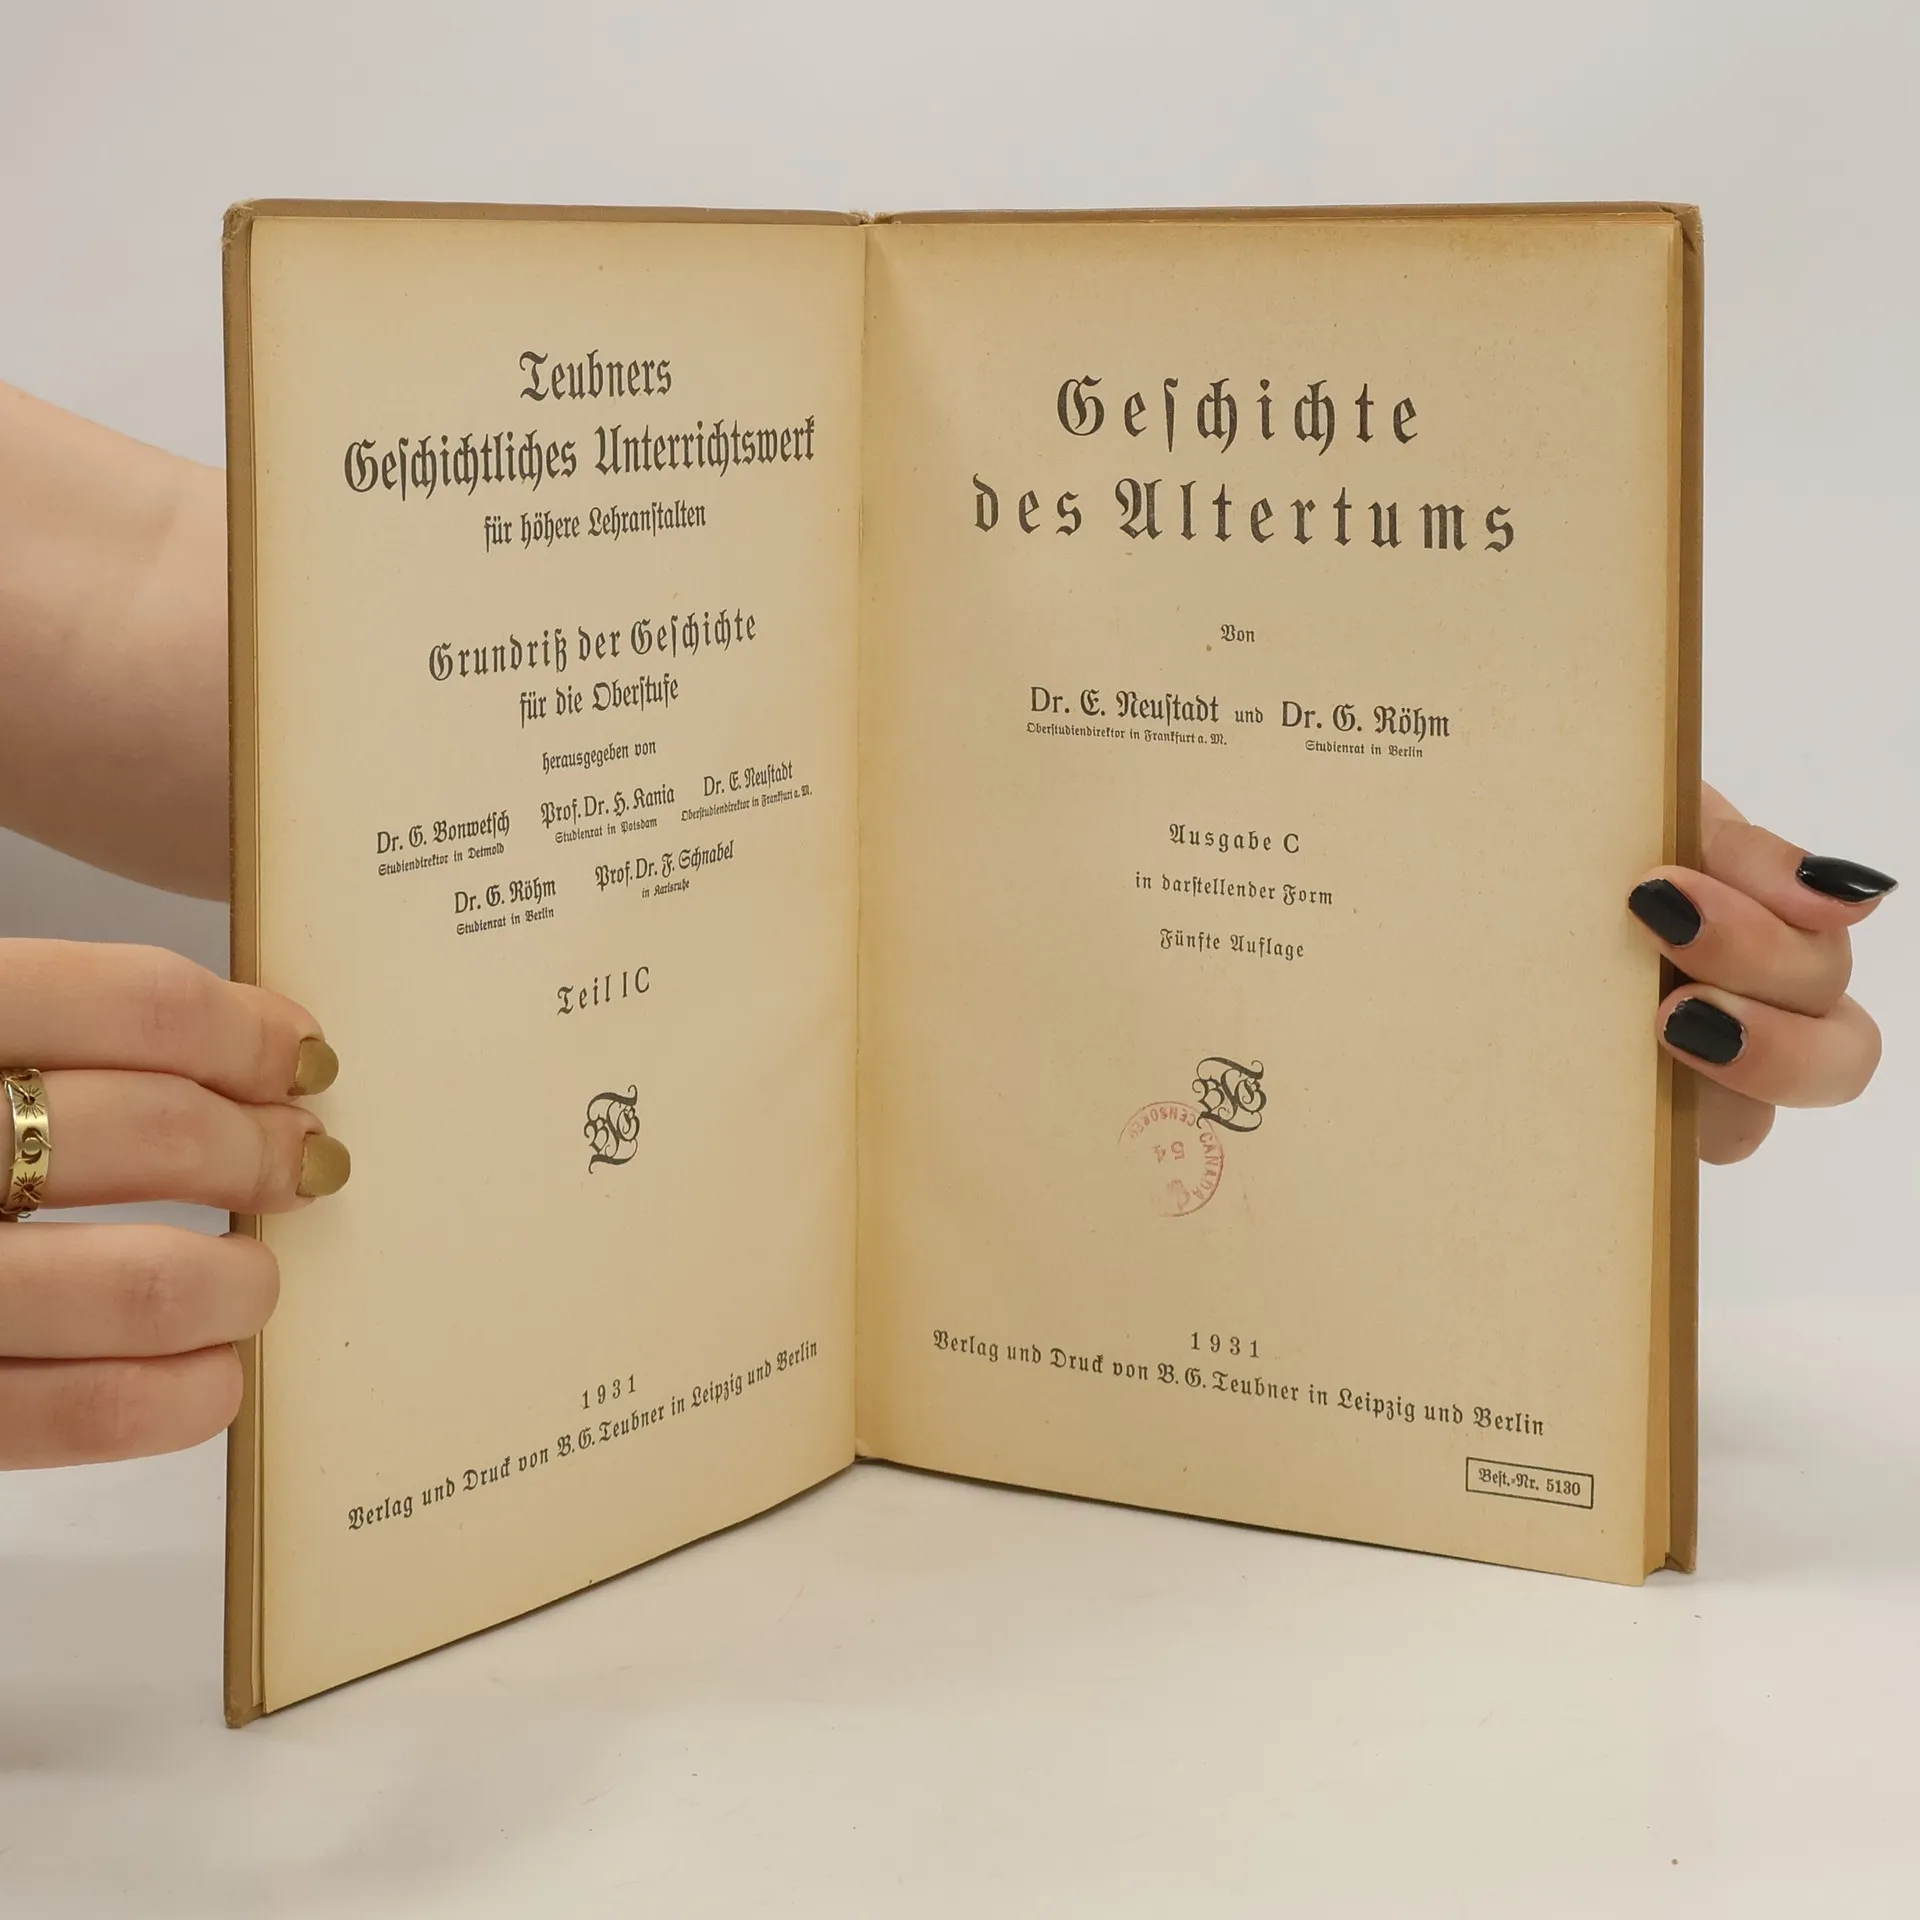 Teubners
Geschichtliches Unterrichtswerk
für höhere Lehranstalten
Grundriß der Geschichte
für die Oberstufe
herausgegeben von
Dr. G. Bonwetsch Prof. Dr. H. Kania Dr. E. Neustadt
Studiendirektor in Detmold Studienrat in Potsdam Oberstudiendirektor in Frankfurt a. M.
Dr. G. Röhm Prof. Dr. F. Schnabel
Studienrat in Berlin in Karlsruhe
Teil I C
BGT
1931
Verlag und Druck von B. G. Teubner in Leipzig und Berlin
Geschichte
des Altertums
Von
Dr. E. Neustadt und Dr. G. Röhm
Oberstudiendirektor in Frankfurt a. M. Studienrat in Berlin
Ausgabe C
in darstellender Form
Fünfte Auflage
BGT
CANADA CENSORED
54
1931
Verlag und Druck von B. G. Teubner in Leipzig und Berlin
Best.-Nr. 5130